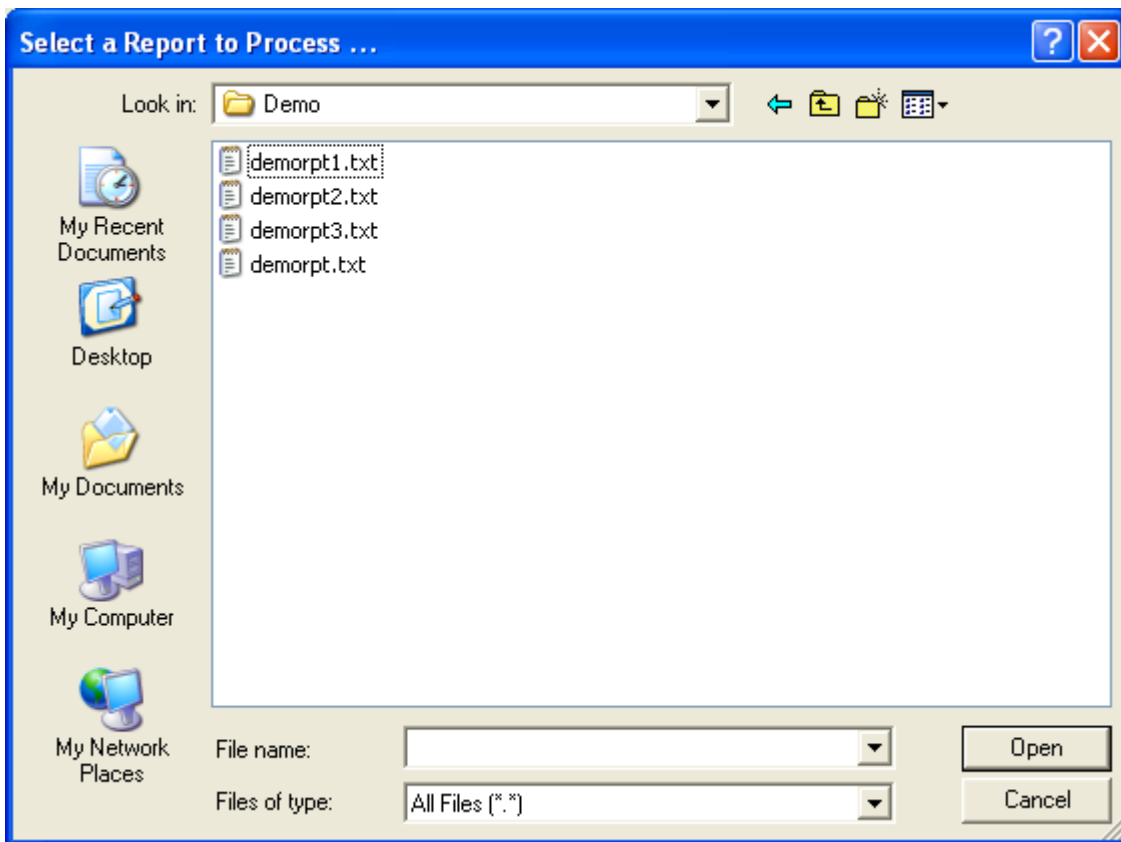 Select a Report to Process ...
?
Look in:
Demo
demorpt1.txt
demorpt2.txt
demorpt3.txt
demorpt.txt
My Recent
Documents
Desktop
My Documents
My Computer
My Network
Places
File name:
Open
Files of type:
All Files (*.*)
Cancel